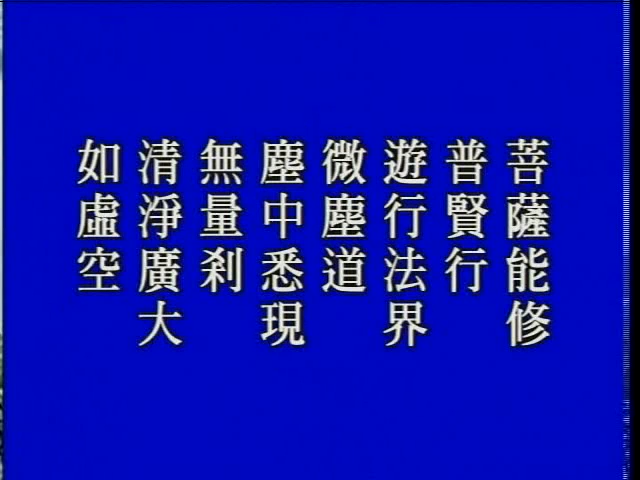 菩薩能修
普賢行
遊行法界
微塵道
塵中悉現
無量刹
清淨廣大
如虛空